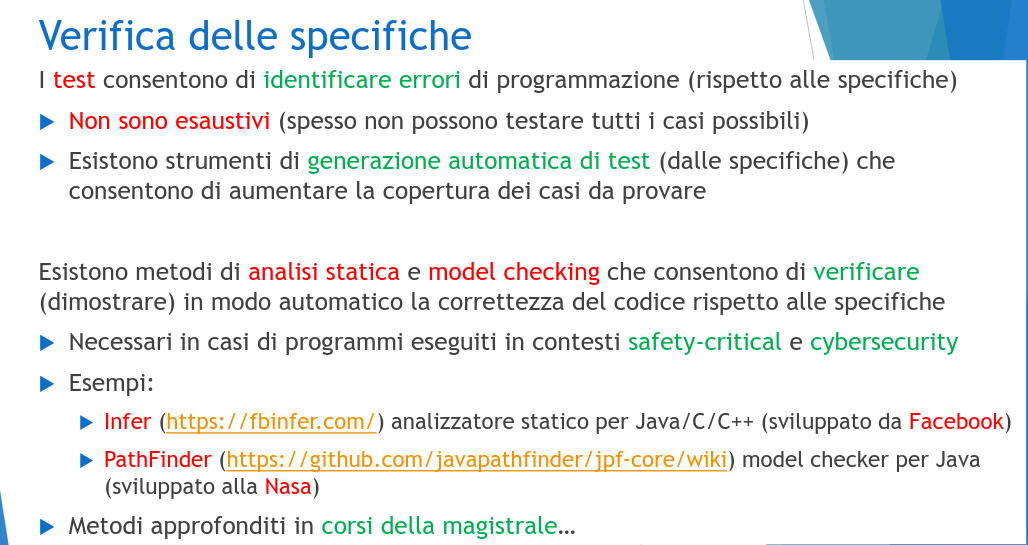 Verifica delle specifiche
I test consentono di identificare errori di programmazione (rispetto alle specifiche)
Non sono esaustivi (spesso non possono testare tutti i casi possibili)
Esistono strumenti di generazione automatica di test (dalle specifiche) che
consentono di aumentare la copertura dei casi da provare
Esistono metodi di analisi statica e model checking che consentono di verificare
(dimostrare) in modo automatico la correttezza del codice rispetto alle specifiche
Necessari in casi di programmi eseguiti in contesti safety-critical e cybersecurity
Esempi:
Infer (https://fbinfer.com/) analizzatore statico per Java/C/C++ (sviluppato da Facebook)
PathFinder (https://github.com/javapathfinder/jpf-core/wiki) model checker per Java
(sviluppato alla Nasa)
Metodi approfonditi in corsi della magistrale…